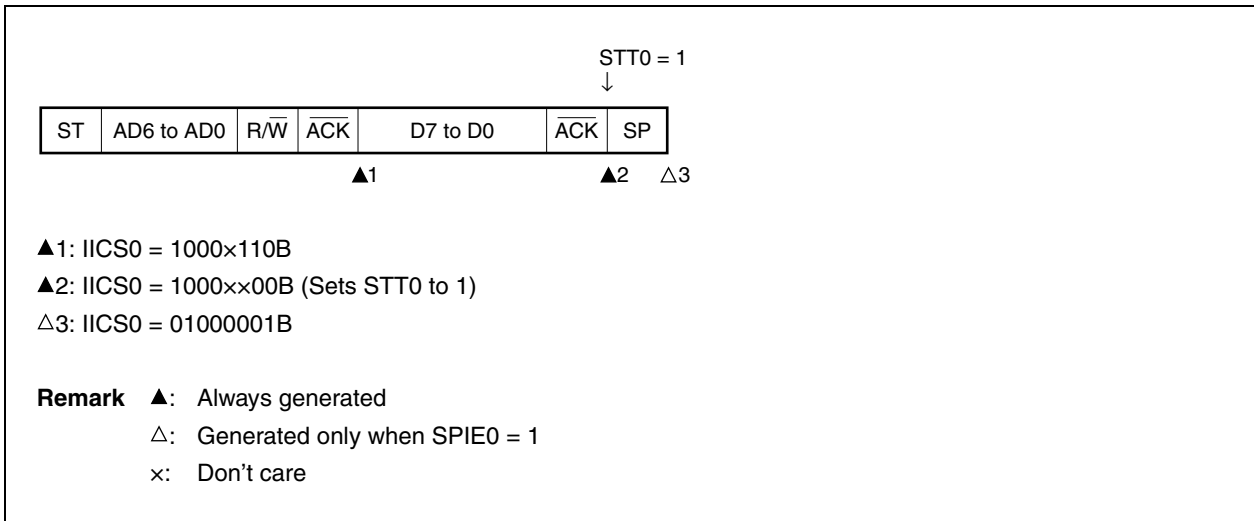 STT0 = 1
↓
ST AD6 to AD0 R/W̅ A̅C̅K̅ D7 to D0 A̅C̅K̅ SP
▲1 ▲2 △3
▲1: IICS0 = 1000×110B
▲2: IICS0 = 1000××00B (Sets STT0 to 1)
△3: IICS0 = 01000001B
Remark ▲: Always generated
△: Generated only when SPIE0 = 1
×: Don't care